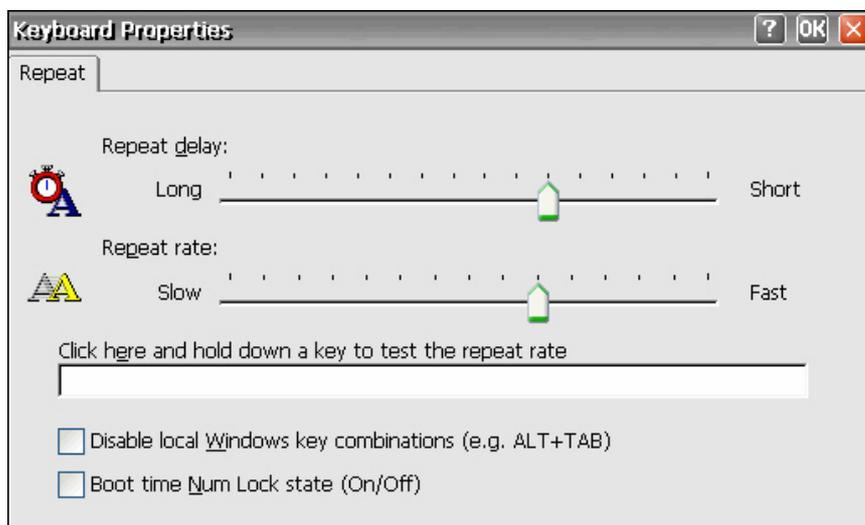 Keyboard Properties ? OK ×
Repeat
Repeat delay:
Long Short
Repeat rate:
Slow Fast
Click here and hold down a key to test the repeat rate
Disable local Windows key combinations (e.g. ALT+TAB)
Boot time Num Lock state (On/Off)